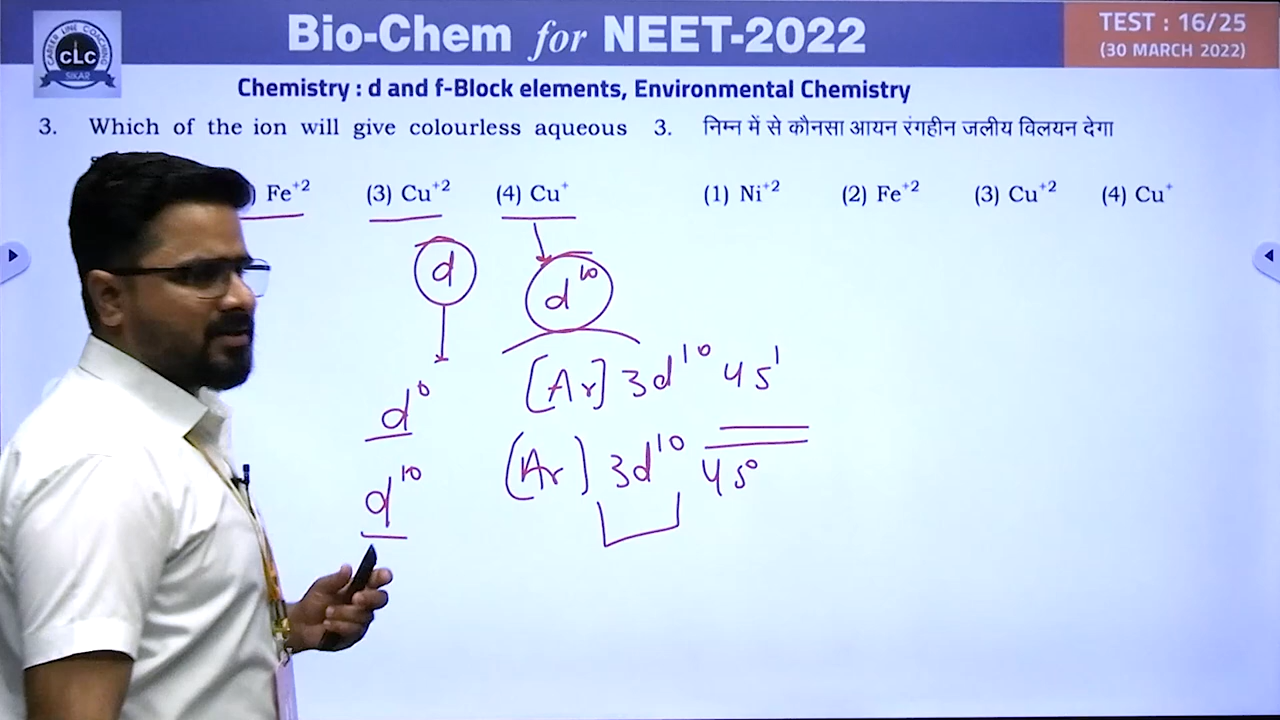 Bio-Chem for NEET-2022
TEST : 16/25
(30 MARCH 2022)
CAREER LINE COACHING
CLC
SIKAR
Chemistry : d and f-Block elements, Environmental Chemistry
3. Which of the ion will give colourless aqueous
) Fe⁺² (3) Cu⁺² (4) Cu⁺
3. निम्न में से कौनसा आयन रंगहीन जलीय विलयन देगा
(1) Ni⁺² (2) Fe⁺² (3) Cu⁺² (4) Cu⁺
d
d¹⁰
[Ar] 3d¹⁰ 4s¹
d⁰
(Ar) 3d¹⁰ 4s⁰
d¹⁰